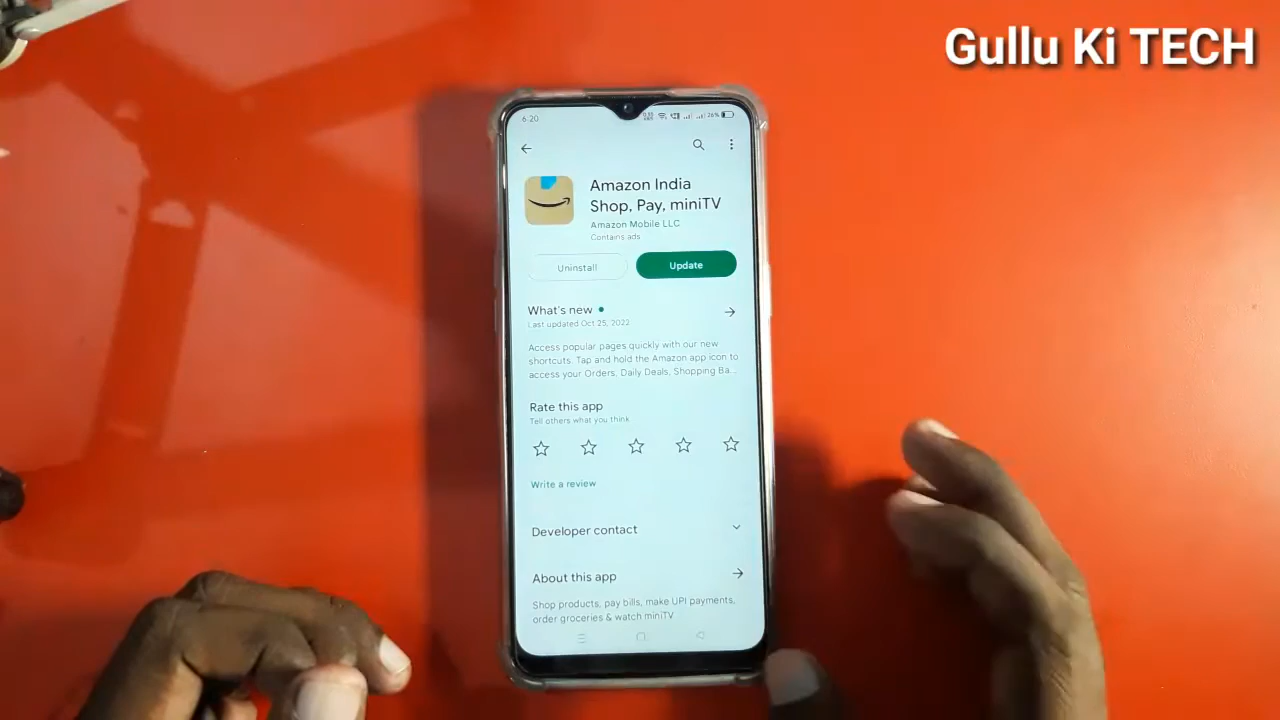 Gullu Ki TECH
6:20
26%
Amazon India
Shop, Pay, miniTV
Amazon Mobile LLC
Contains ads
Uninstall
Update
What's new
Last updated Oct 25, 2022
Access popular pages quickly with our new
shortcuts. Tap and hold the Amazon app icon to
access your Orders, Daily Deals, Shopping Ba...
Rate this app
Tell others what you think
Write a review
Developer contact
About this app
Shop products, pay bills, make UPI payments,
order groceries & watch miniTV